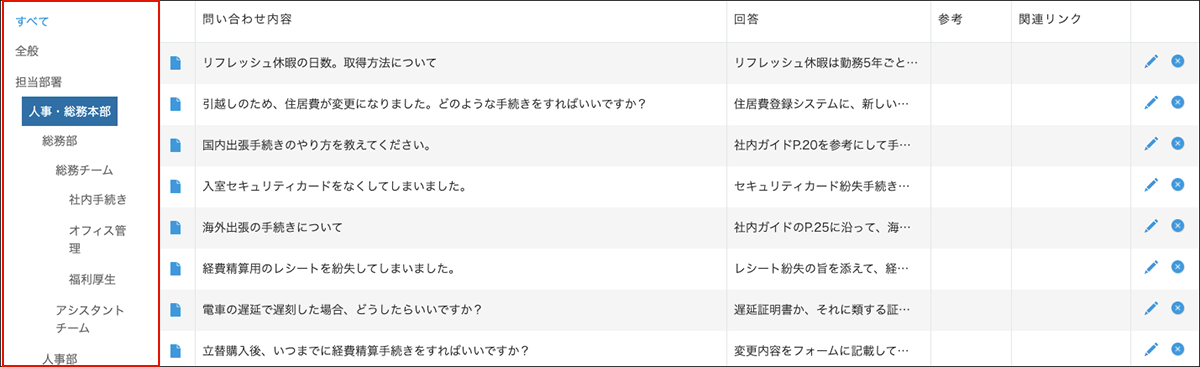 すべて
全般
担当部署
人事・総務本部
総務部
総務チーム
社内手続き
オフィス管
理
福利厚生
アシスタント
チーム
人事部
問い合わせ内容 回答 参考 関連リンク
リフレッシュ休暇の日数。取得方法について リフレッシュ休暇は勤務5年ごと…
引越しのため、住居費が変更になりました。どのような手続きをすればいいですか？ 住居費登録システムに、新しい…
国内出張手続きのやり方を教えてください。 社内ガイドP.20を参考にして手…
入室セキュリティカードをなくしてしまいました。 セキュリティカード紛失手続き…
海外出張の手続きについて 社内ガイドのP.25に沿って、海…
経費精算用のレシートを紛失してしまいました。 レシート紛失の旨を添えて、経…
電車の遅延で遅刻した場合、どうしたらいいですか？ 遅延証明書か、それに類する証…
立替購入後、いつまでに経費精算手続きをすればいいですか？ 変更内容をフォームに記載して…